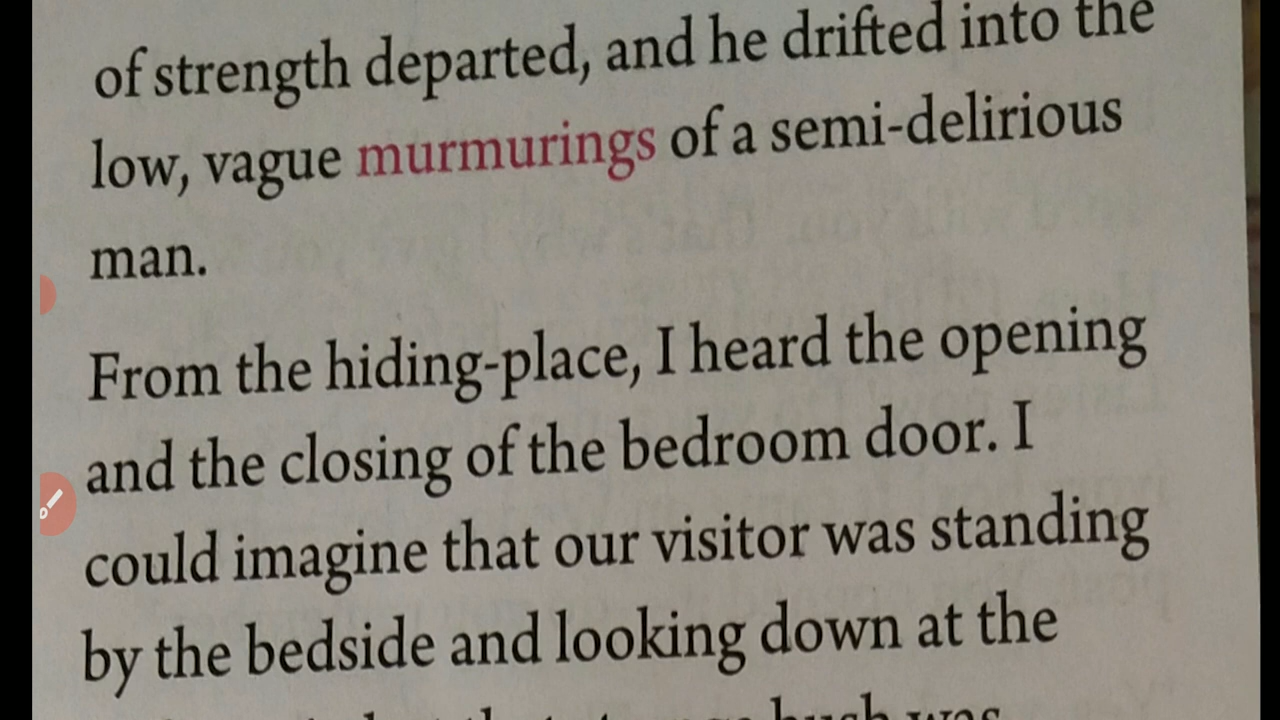 of strength departed, and he drifted into the
low, vague murmurings of a semi-delirious
man.
From the hiding-place, I heard the opening
and the closing of the bedroom door. I
could imagine that our visitor was standing
by the bedside and looking down at the
hush was